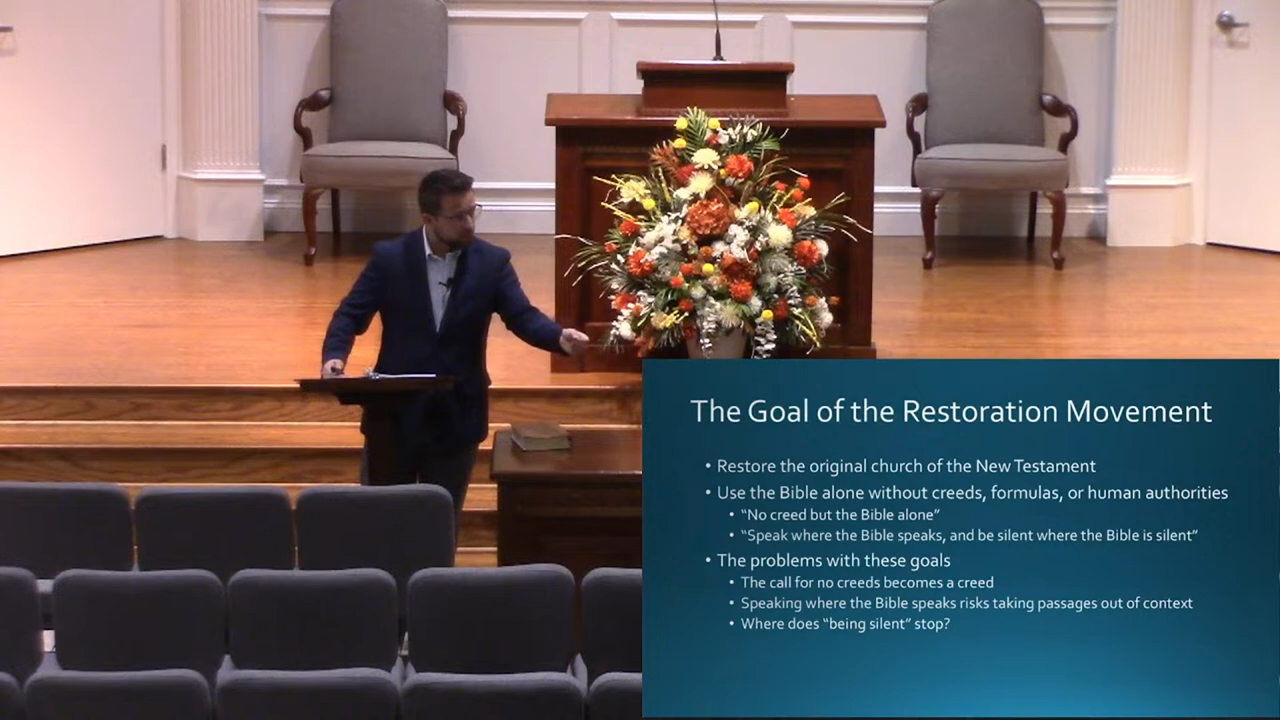 The Goal of the Restoration Movement
• Restore the original church of the New Testament
• Use the Bible alone without creeds, formulas, or human authorities
• “No creed but the Bible alone”
• “Speak where the Bible speaks, and be silent where the Bible is silent”
• The problems with these goals
• The call for no creeds becomes a creed
• Speaking where the Bible speaks risks taking passages out of context
• Where does “being silent” stop?